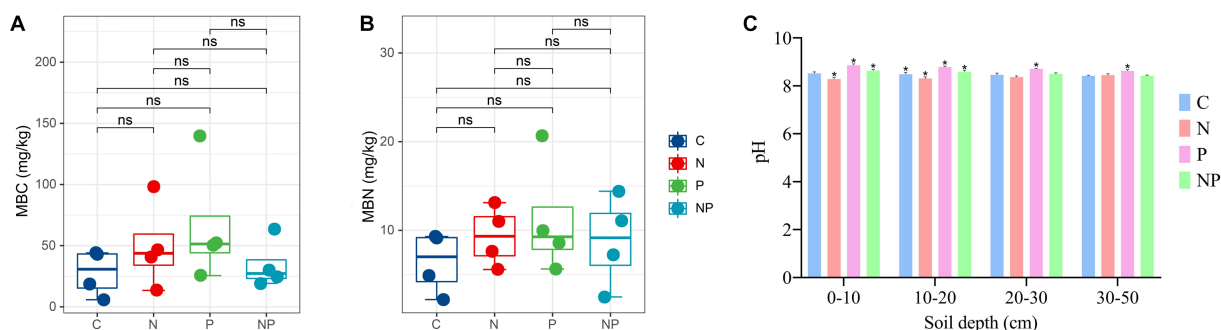 A
MBC (mg/kg)
200
150
100
50
0
ns
ns
ns
ns
ns
ns
C N P NP
B
MBN (mg/kg)
30
20
10
0
ns
ns
ns
ns
ns
ns
C N P NP
C
N
P
NP
C
pH
10
8
6
4
2
0
* * * * * * * * *
0-10 10-20 20-30 30-50
Soil depth (cm)
C
N
P
NP